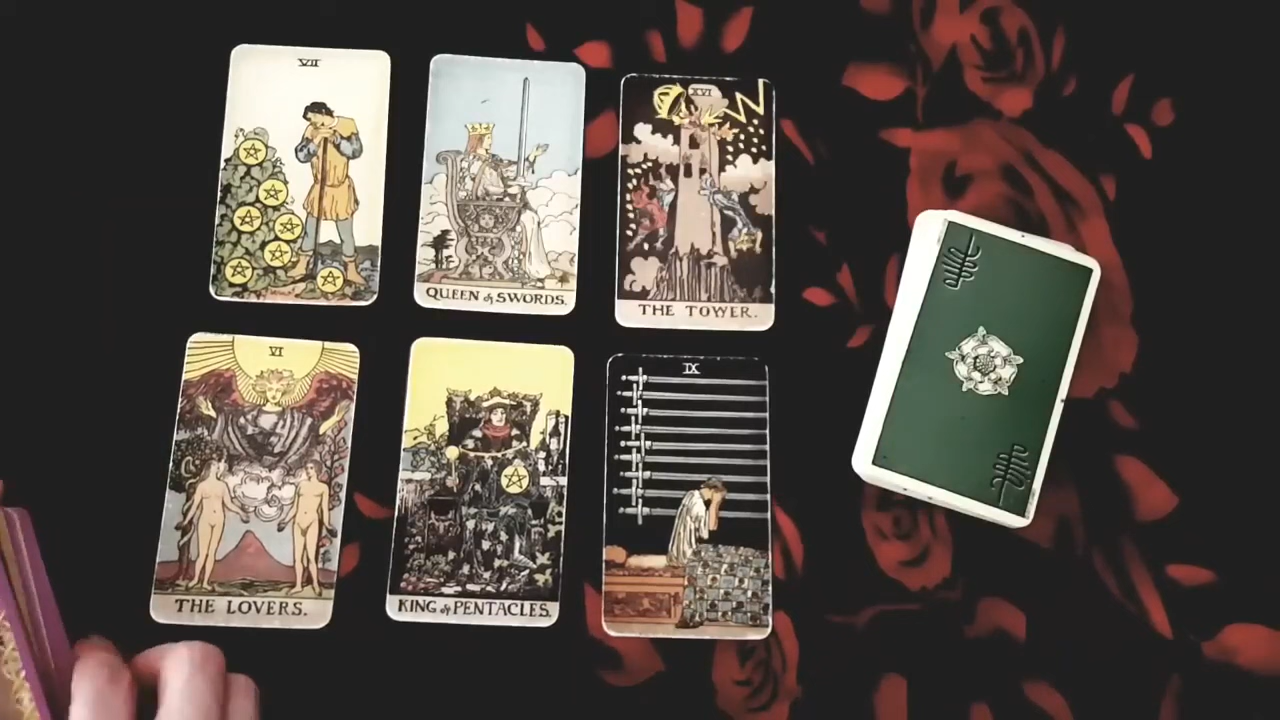 VII
QUEEN of SWORDS.
XVI
THE TOWER.
VI
THE LOVERS.
KING of PENTACLES.
IX